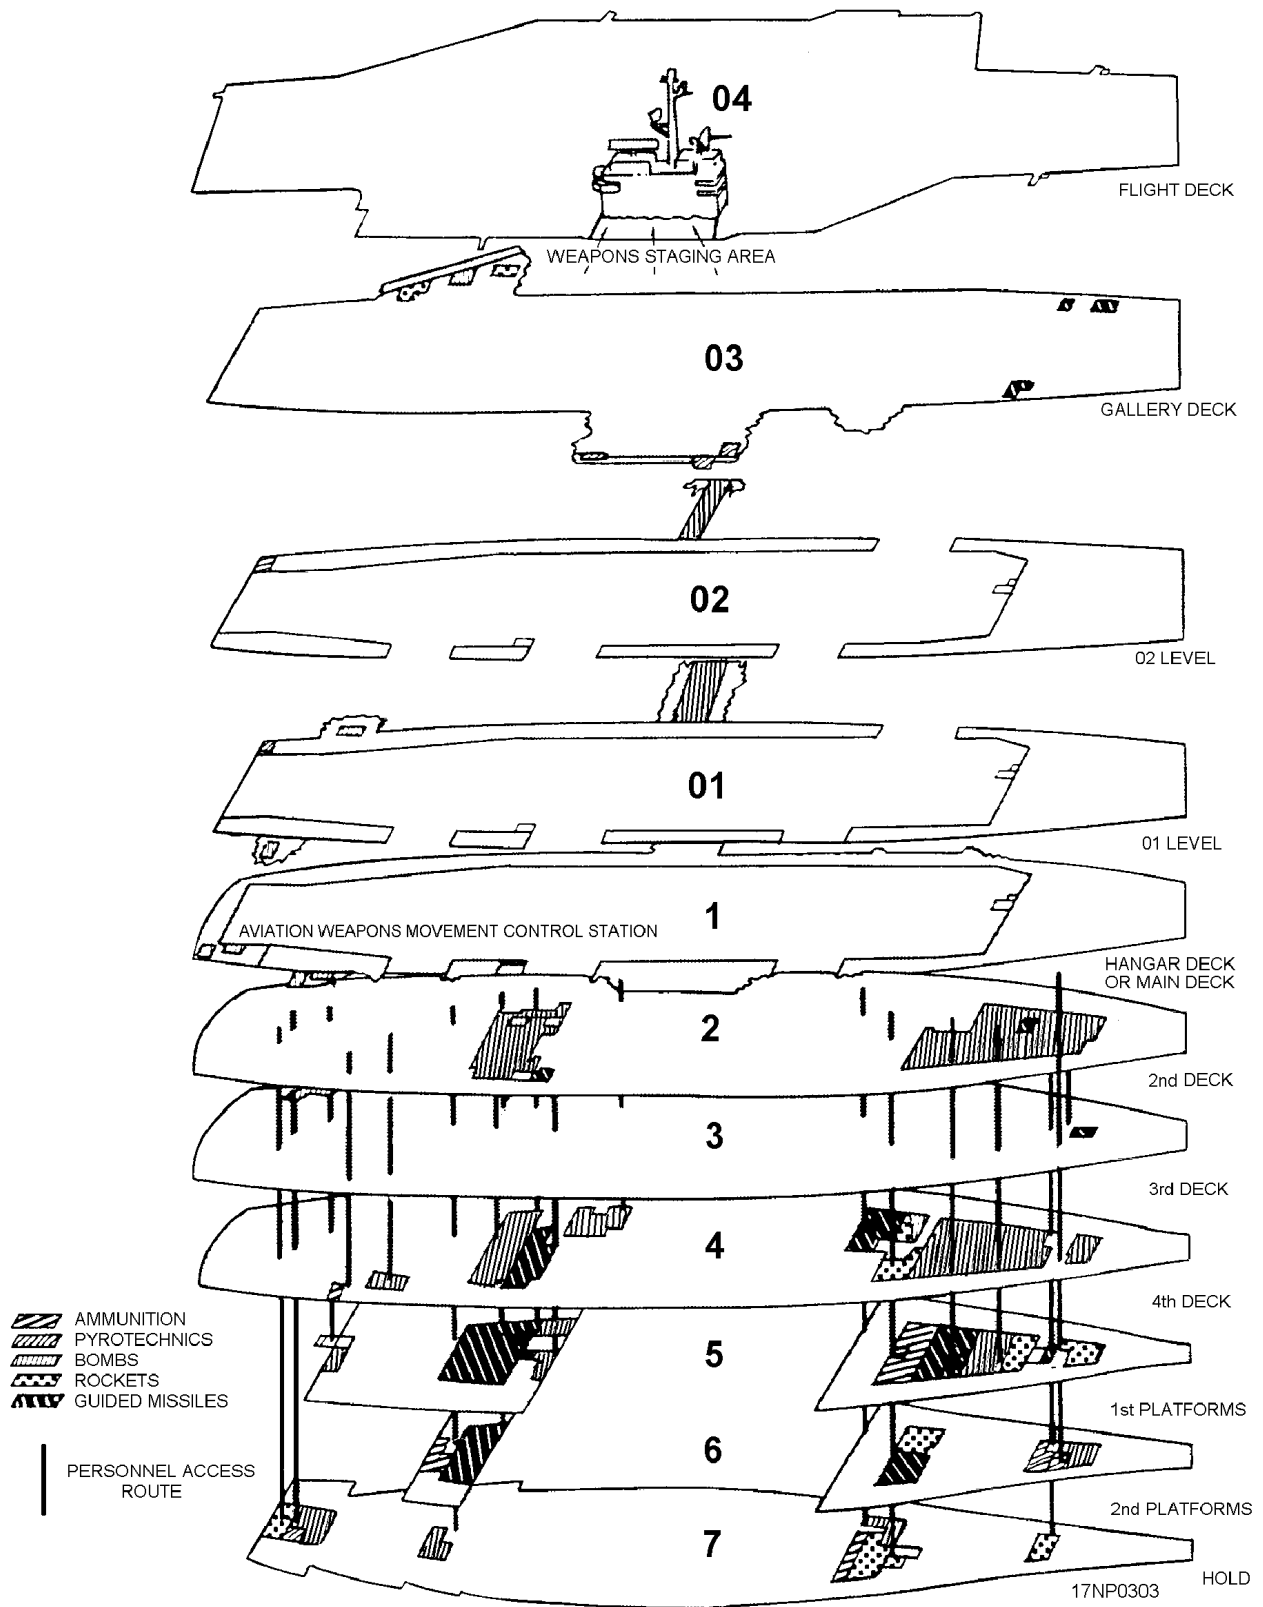 04
FLIGHT DECK
WEAPONS STAGING AREA
03
GALLERY DECK
02
02 LEVEL
01
01 LEVEL
1
AVIATION WEAPONS MOVEMENT CONTROL STATION
HANGAR DECK
OR MAIN DECK
2
2nd DECK
3
3rd DECK
4
4th DECK
AMMUNITION
PYROTECHNICS
BOMBS
ROCKETS
GUIDED MISSILES
5
1st PLATFORMS
6
PERSONNEL ACCESS
ROUTE
2nd PLATFORMS
7
HOLD
17NP0303